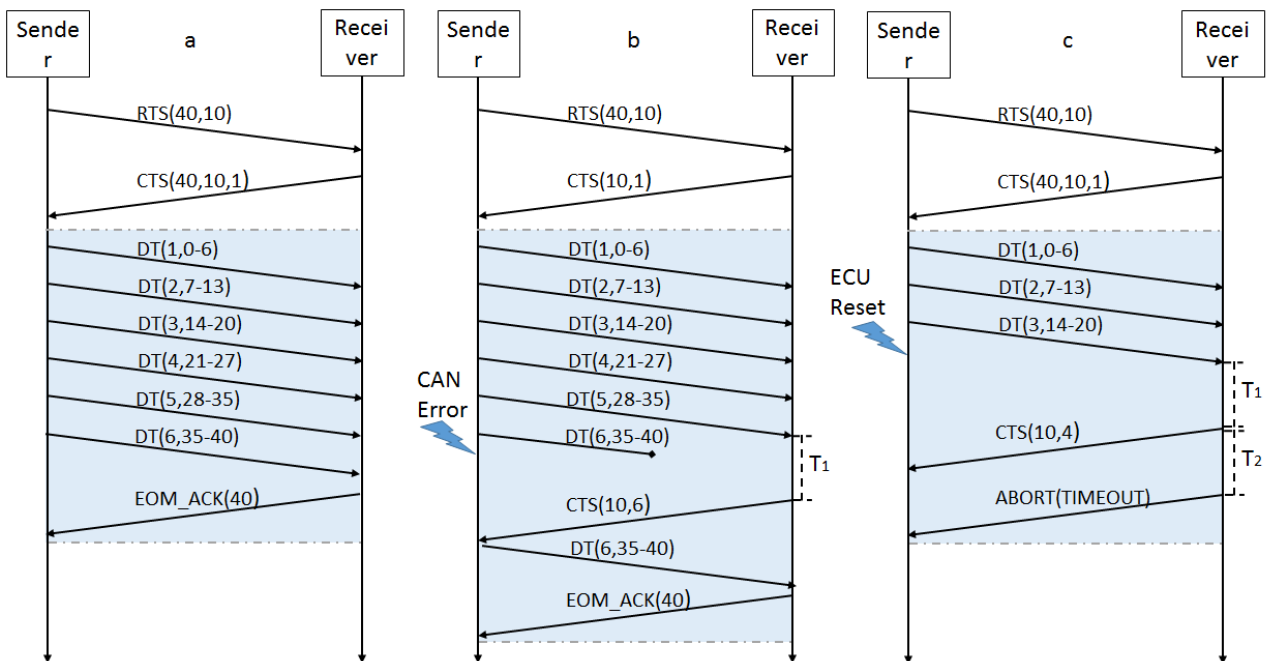 Sende
r
a
Recei
ver
RTS(40,10)
CTS(40,10,1)
DT(1,0-6)
DT(2,7-13)
DT(3,14-20)
DT(4,21-27)
DT(5,28-35)
DT(6,35-40)
EOM_ACK(40)
Sende
r
b
Recei
ver
RTS(40,10)
CTS(10,1)
DT(1,0-6)
DT(2,7-13)
DT(3,14-20)
DT(4,21-27)
DT(5,28-35)
CAN
Error
DT(6,35-40)
T1
CTS(10,6)
DT(6,35-40)
EOM_ACK(40)
Sende
r
c
Recei
ver
RTS(40,10)
CTS(40,10,1)
DT(1,0-6)
DT(2,7-13)
ECU
Reset
DT(3,14-20)
T1
CTS(10,4)
T2
ABORT(TIMEOUT)